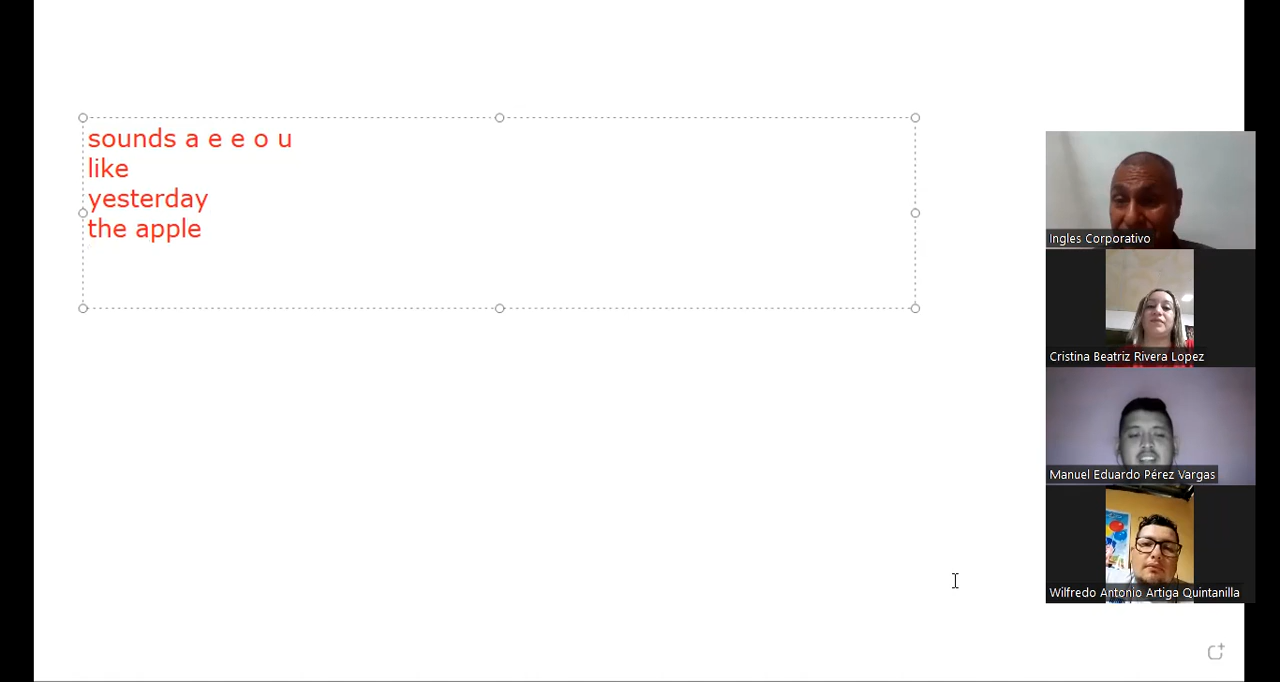 sounds a e e o u
like
yesterday
the apple
Ingles Corporativo
Cristina Beatriz Rivera Lopez
Manuel Eduardo Pérez Vargas
Wilfredo Antonio Artiga Quintanilla